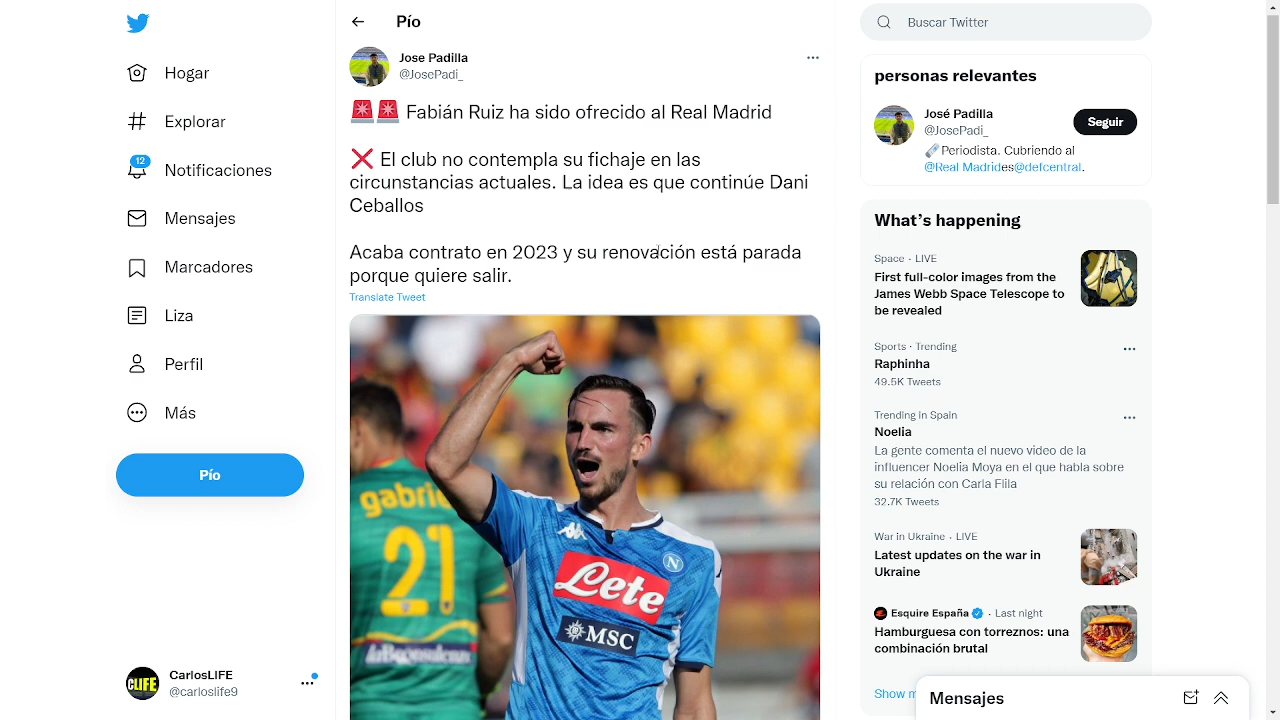 Hogar
Explorar
12
Notificaciones
Mensajes
Marcadores
Liza
Perfil
Más
Pío
CLIFE
CarlosLIFE
@carloslife9
Pío
Jose Padilla
@JosePadi_
Fabián Ruiz ha sido ofrecido al Real Madrid
El club no contempla su fichaje en las
circunstancias actuales. La idea es que continúe Dani
Ceballos
Acaba contrato en 2023 y su renovación está parada
porque quiere salir.
Translate Tweet
gabrie
21
Lete
N
MSC
Buscar Twitter
personas relevantes
José Padilla
@JosePadi_
Seguir
Periodista. Cubriendo al
@Real Madrides@defcentral.
What's happening
Space · LIVE
First full-color images from the
James Webb Space Telescope to
be revealed
Sports · Trending
Raphinha
49.5K Tweets
Trending in Spain
Noelia
La gente comenta el nuevo video de la
influencer Noelia Moya en el que habla sobre
su relación con Carla Flila
32.7K Tweets
War in Ukraine · LIVE
Latest updates on the war in
Ukraine
Esquire España · Last night
Hamburguesa con torreznos: una
combinación brutal
Show
Mensajes